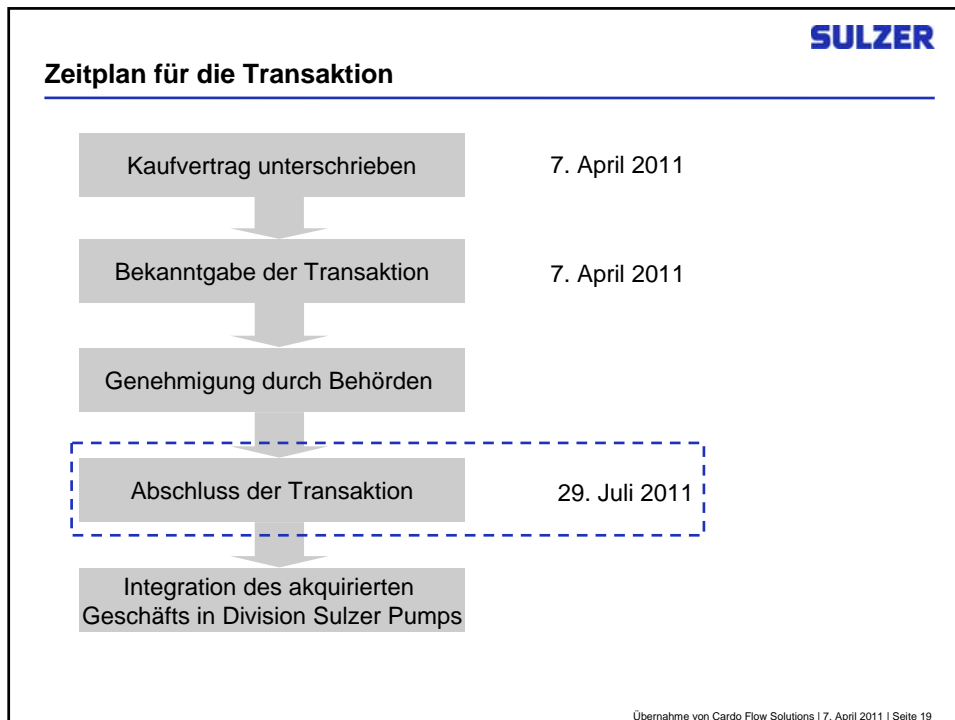 SULZER
Zeitplan für die Transaktion
Kaufvertrag unterschrieben
7. April 2011
Bekanntgabe der Transaktion
7. April 2011
Genehmigung durch Behörden
Abschluss der Transaktion
29. Juli 2011
Integration des akquirierten
Geschäfts in Division Sulzer Pumps
Übernahme von Cardo Flow Solutions | 7. April 2011 | Seite 19